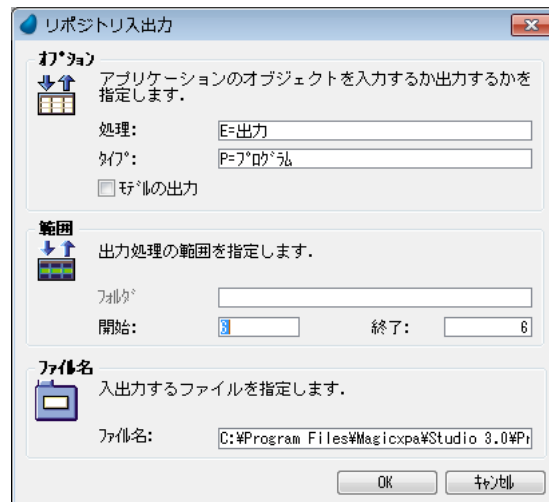 リポジトリ入出力
ｵﾌﾟｼｮﾝ
アプリケーションのオブジェクトを入力するか出力するかを
指定します.
処理: E=出力
ﾀｲﾌﾟ: P=ﾌﾟﾛｸﾞﾗﾑ
ﾓﾃﾞﾙの出力
範囲
出力処理の範囲を指定します.
ﾌｫﾙﾀﾞ
開始: 終了: 6
ﾌｧｲﾙ名
入出力するファイルを指定します.
ﾌｧｲﾙ名: C:¥Program Files¥Magicxpa¥Studio 3.0¥Pr
OK ｷｬﾝｾﾙ